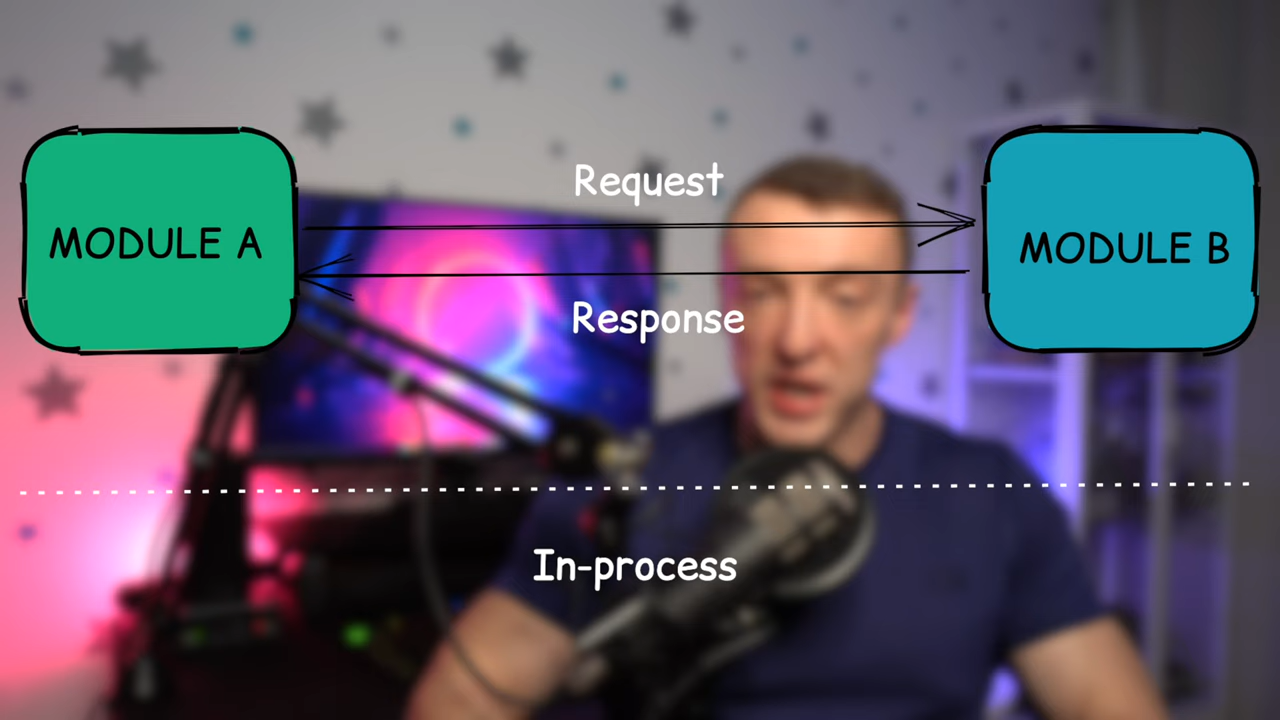 Request
MODULE A
MODULE B
Response
In-process